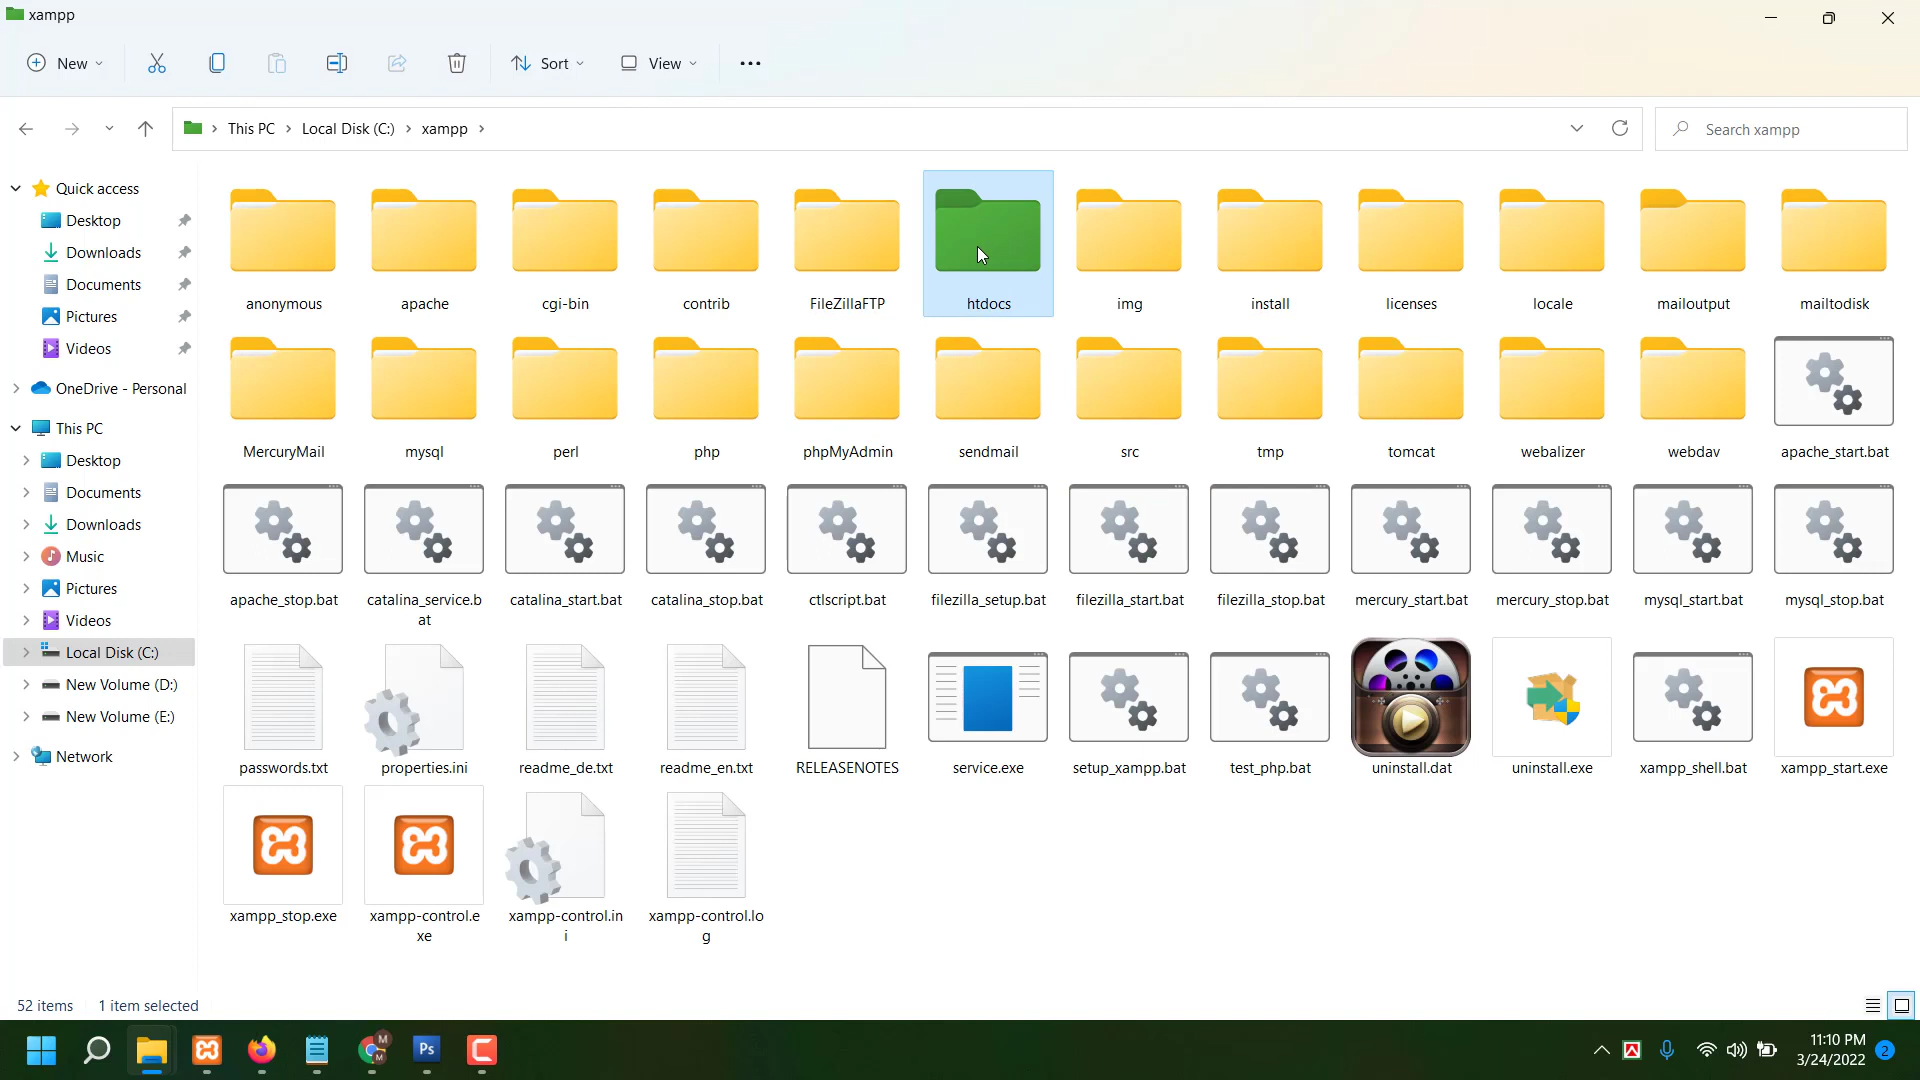 xampp
New
Sort
View
This PC
Local Disk (C:)
xampp
Search xampp
Quick access
Desktop
Downloads
Documents
Pictures
Videos
OneDrive - Personal
This PC
Desktop
Documents
Downloads
Music
Pictures
Videos
Local Disk (C:)
New Volume (D:)
New Volume (E:)
Network
anonymous
apache
cgi-bin
contrib
FileZillaFTP
htdocs
img
install
licenses
locale
mailoutput
mailtodisk
MercuryMail
mysql
perl
php
phpMyAdmin
sendmail
src
tmp
tomcat
webalizer
webdav
apache_start.bat
apache_stop.bat
catalina_service.b
at
catalina_start.bat
catalina_stop.bat
ctlscript.bat
filezilla_setup.bat
filezilla_start.bat
filezilla_stop.bat
mercury_start.bat
mercury_stop.bat
mysql_start.bat
mysql_stop.bat
passwords.txt
properties.ini
readme_de.txt
readme_en.txt
RELEASENOTES
service.exe
setup_xampp.bat
test_php.bat
uninstall.dat
uninstall.exe
xampp_shell.bat
xampp_start.exe
xampp_stop.exe
xampp-control.e
xe
xampp-control.in
i
xampp-control.lo
g
52 items
1 item selected
M
M
Ps
11:10 PM
3/24/2022
2